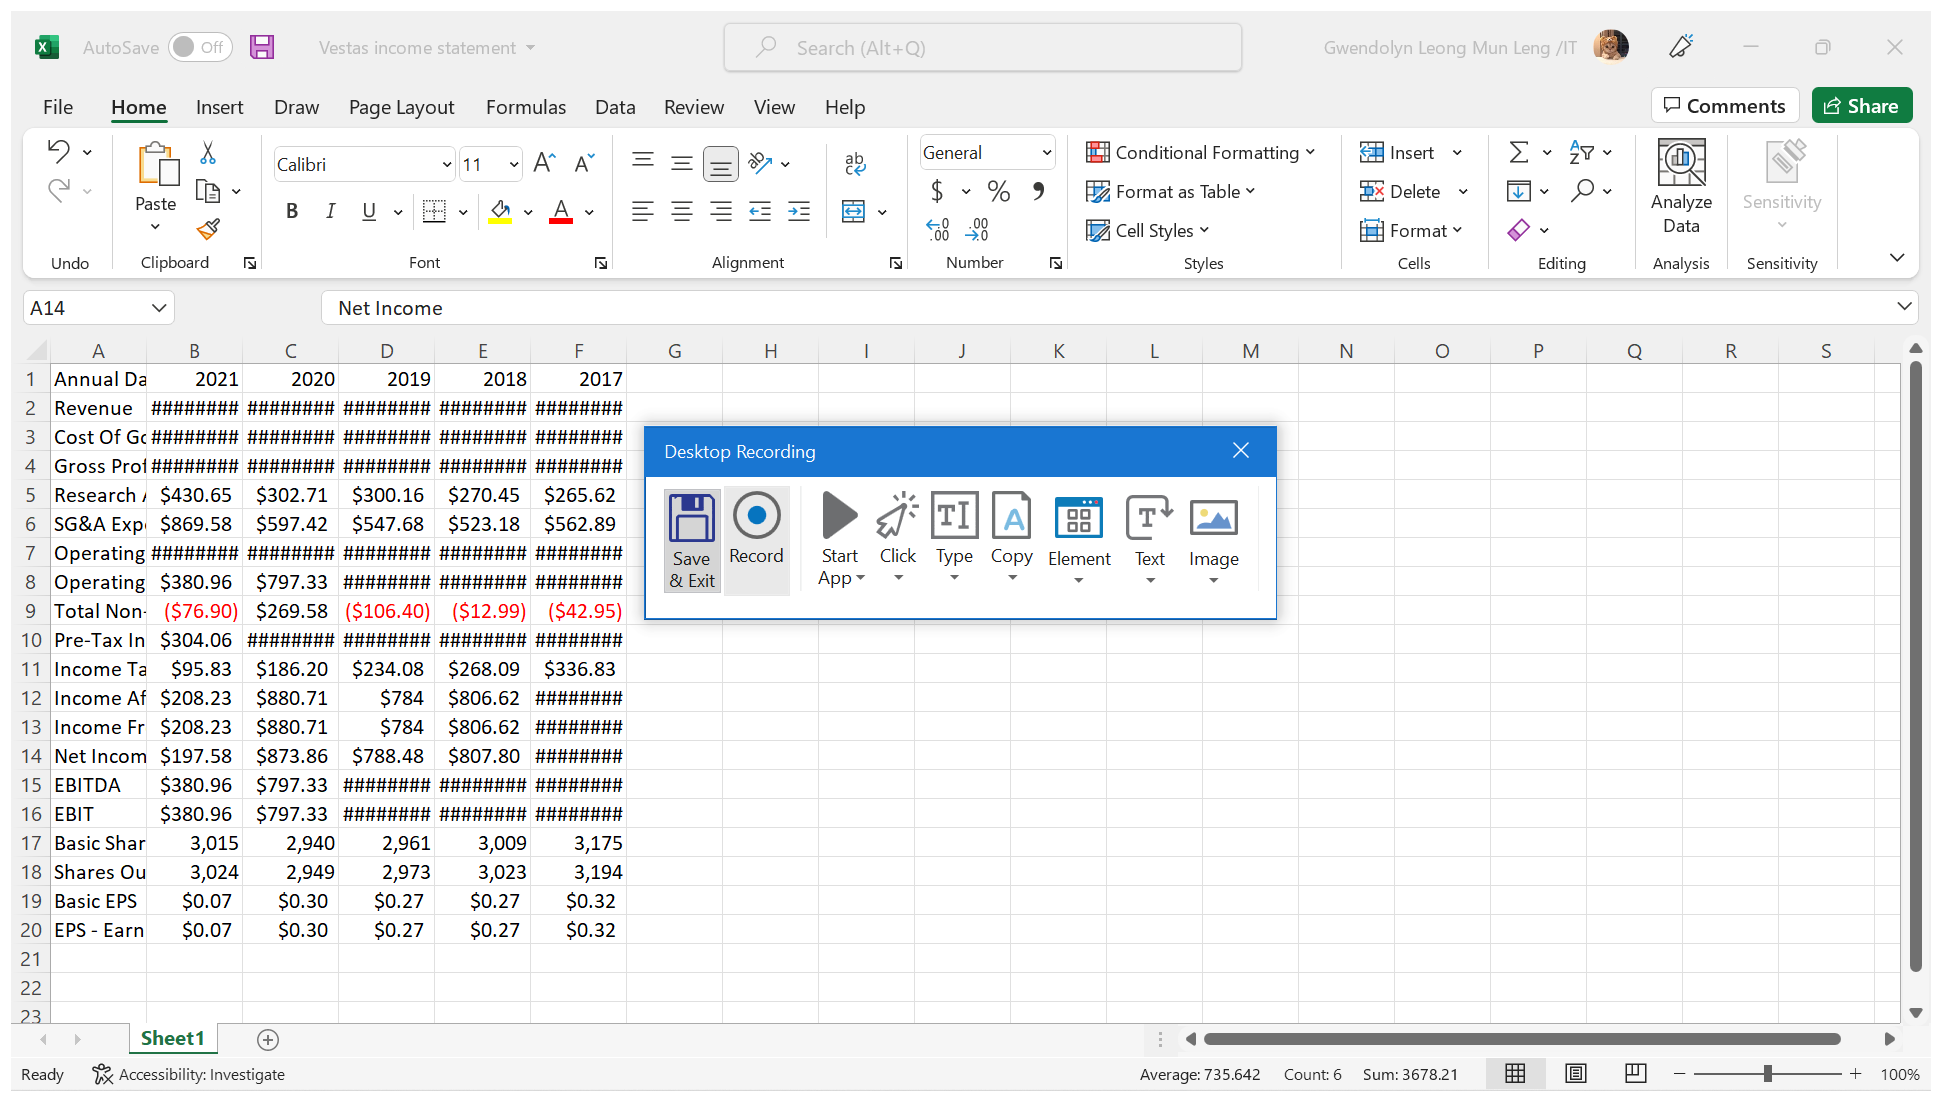 AutoSave Off Vestas income statement Search (Alt+Q) Gwendolyn Leong Mun Leng /IT
File Home Insert Draw Page Layout Formulas Data Review View Help Comments Share
Paste
Undo Clipboard
Calibri 11
B I U A
Font
ab
c
Alignment
General
$ % ,
.00 .00
Number
Conditional Formatting
Format as Table
Cell Styles
Styles
Insert
Delete
Format
Cells
Editing
Analyze
Data
Analysis
Sensitivity
Sensitivity
A14 Net Income
A B C D E F G H I J K L M N O P Q R S
1 Annual Da 2021 2020 2019 2018 2017
2 Revenue ######## ######## ######## ######## ########
3 Cost Of Go ######## ######## ######## ######## ########
4 Gross Prof ######## ######## ######## ######## ########
5 Research A $430.65 $302.71 $300.16 $270.45 $265.62
6 SG&A Expe $869.58 $597.42 $547.68 $523.18 $562.89
7 Operating ######## ######## ######## ######## ########
8 Operating $380.96 $797.33 ######## ######## ########
9 Total Non- ($76.90) $269.58 ($106.40) ($12.99) ($42.95)
10 Pre-Tax In $304.06 ######## ######## ######## ########
11 Income Ta $95.83 $186.20 $234.08 $268.09 $336.83
12 Income Af $208.23 $880.71 $784 $806.62 ########
13 Income Fr $208.23 $880.71 $784 $806.62 ########
14 Net Incom $197.58 $873.86 $788.48 $807.80 ########
15 EBITDA $380.96 $797.33 ######## ######## ########
16 EBIT $380.96 $797.33 ######## ######## ########
17 Basic Shar 3,015 2,940 2,961 3,009 3,175
18 Shares Ou 3,024 2,949 2,973 3,023 3,194
19 Basic EPS $0.07 $0.30 $0.27 $0.27 $0.32
20 EPS - Earn $0.07 $0.30 $0.27 $0.27 $0.32
21
22
23
Desktop Recording
Save
& Exit
Record
Start
App
Click
Type
Copy
Element
Text
Image
Sheet1
Ready Accessibility: Investigate Average: 735.642 Count: 6 Sum: 3678.21 100%